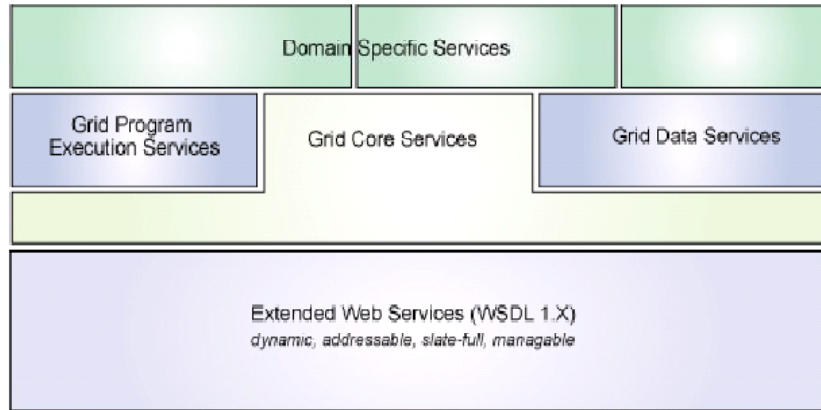 Domain Specific Services
Grid Program
Execution Services
Grid Core Services
Grid Data Services
Extended Web Services (WSDL 1.X)
dynamic, addressable, slate-full, managable